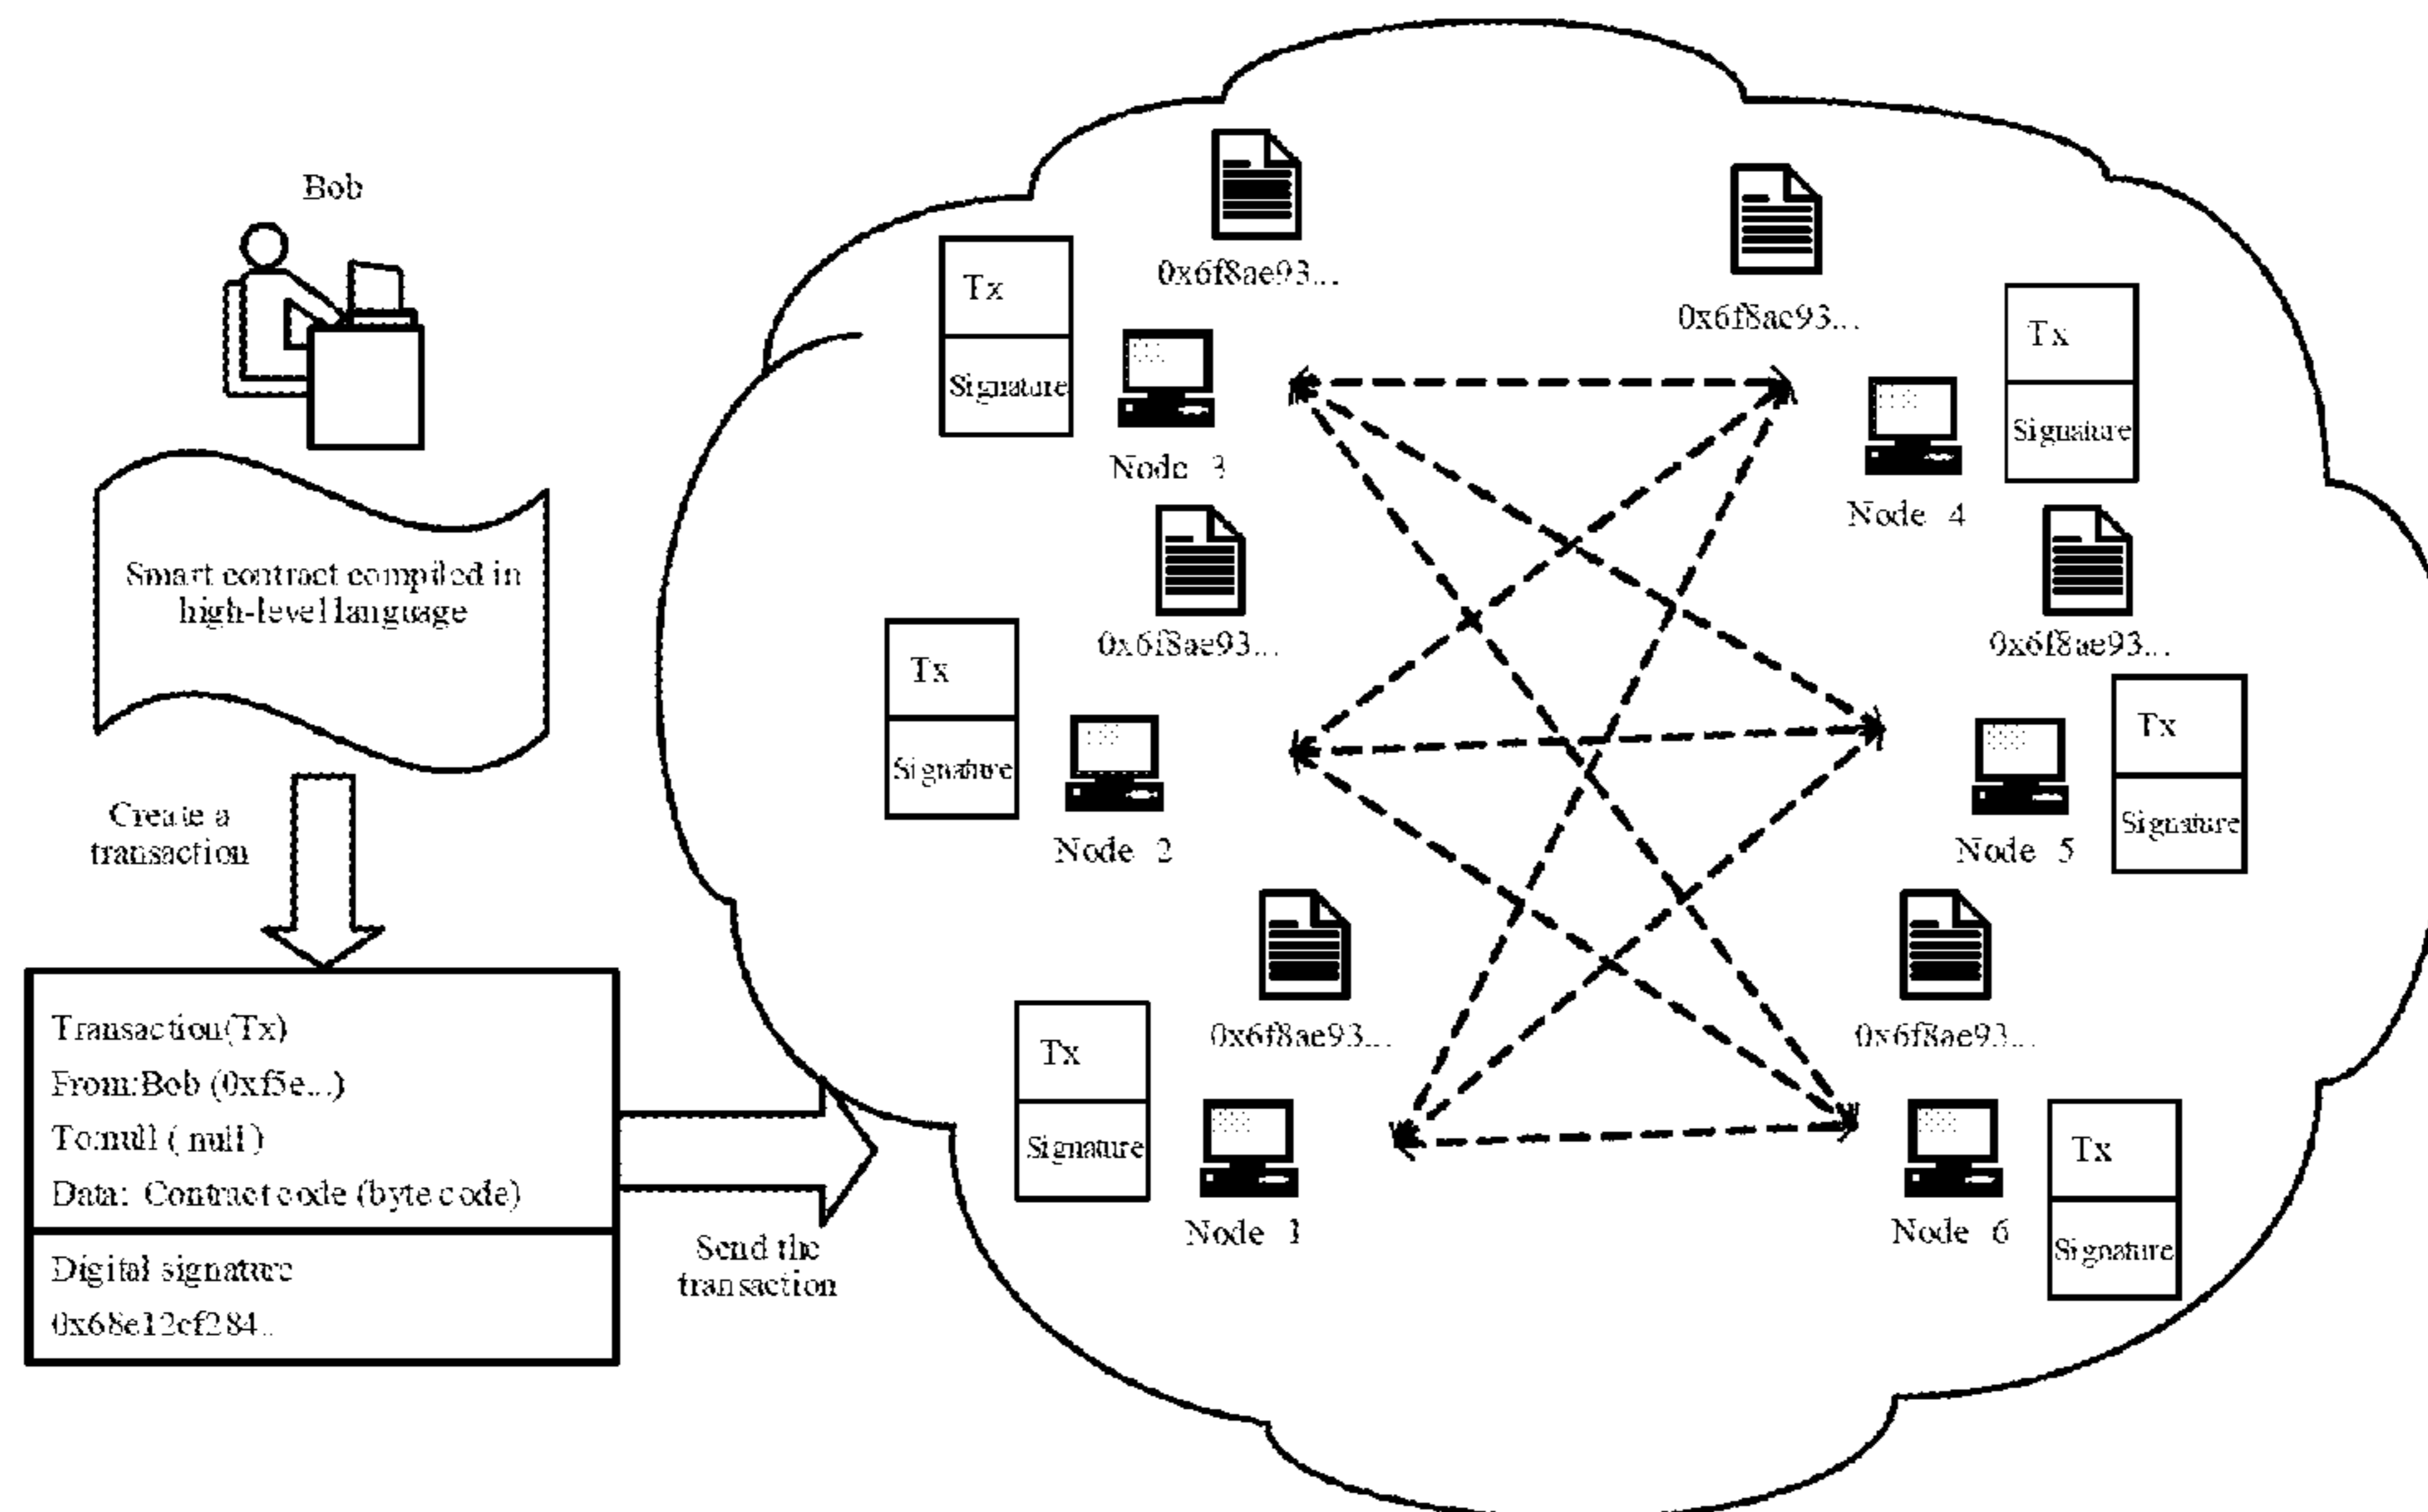 Bob
Smart contract compiled in
high-level language
Create a
transaction
Transaction(Tx)
From:Bob (0xf5e...)
To:null ( null )
Data: Contract code (byte code)
Digital signature
0x68e12cf284..
Send the
transaction
0x6f8ae93...
Tx
Signature
Node 3
0x6f8ae93...
Tx
Signature
Node 4
0x6f8ae93...
Tx
Signature
Node 2
0x6f8ae93...
Tx
Signature
Node 5
0x6f8ae93...
Tx
Signature
Node 1
0x6f8ae93...
Tx
Signature
Node 6